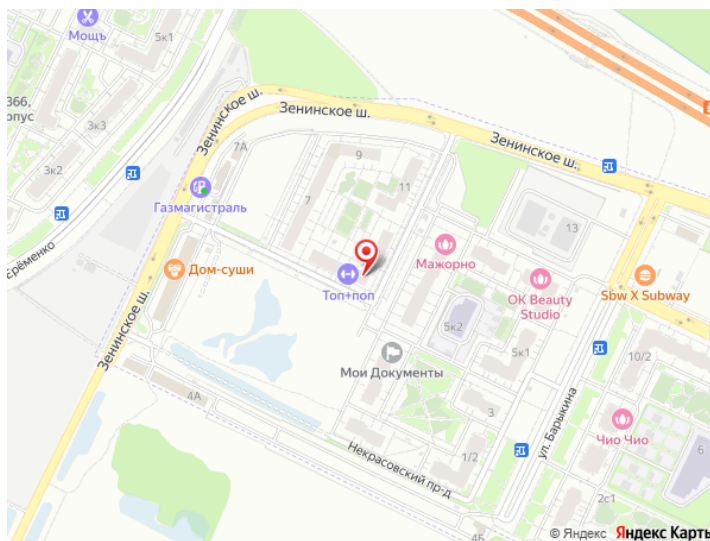 Мощъ
5к1
366,
опус
3к3
3к2
Ерёменко
Зенинское ш.
Зенинское ш.
Зенинское ш.
7А
9
11
7
13
Газмагистраль
Дом-суши
Мажорно
Топ+поп
OK Beauty
Studio
Sbw X Subway
5к2
5к1
Мои Документы
10/2
Зенинское ш.
4А
3
ул. Барыкина
Чио Чио
1/2
6
Некрасовский пр-д
2с1
4Б
© Яндекс Яндекс Карты